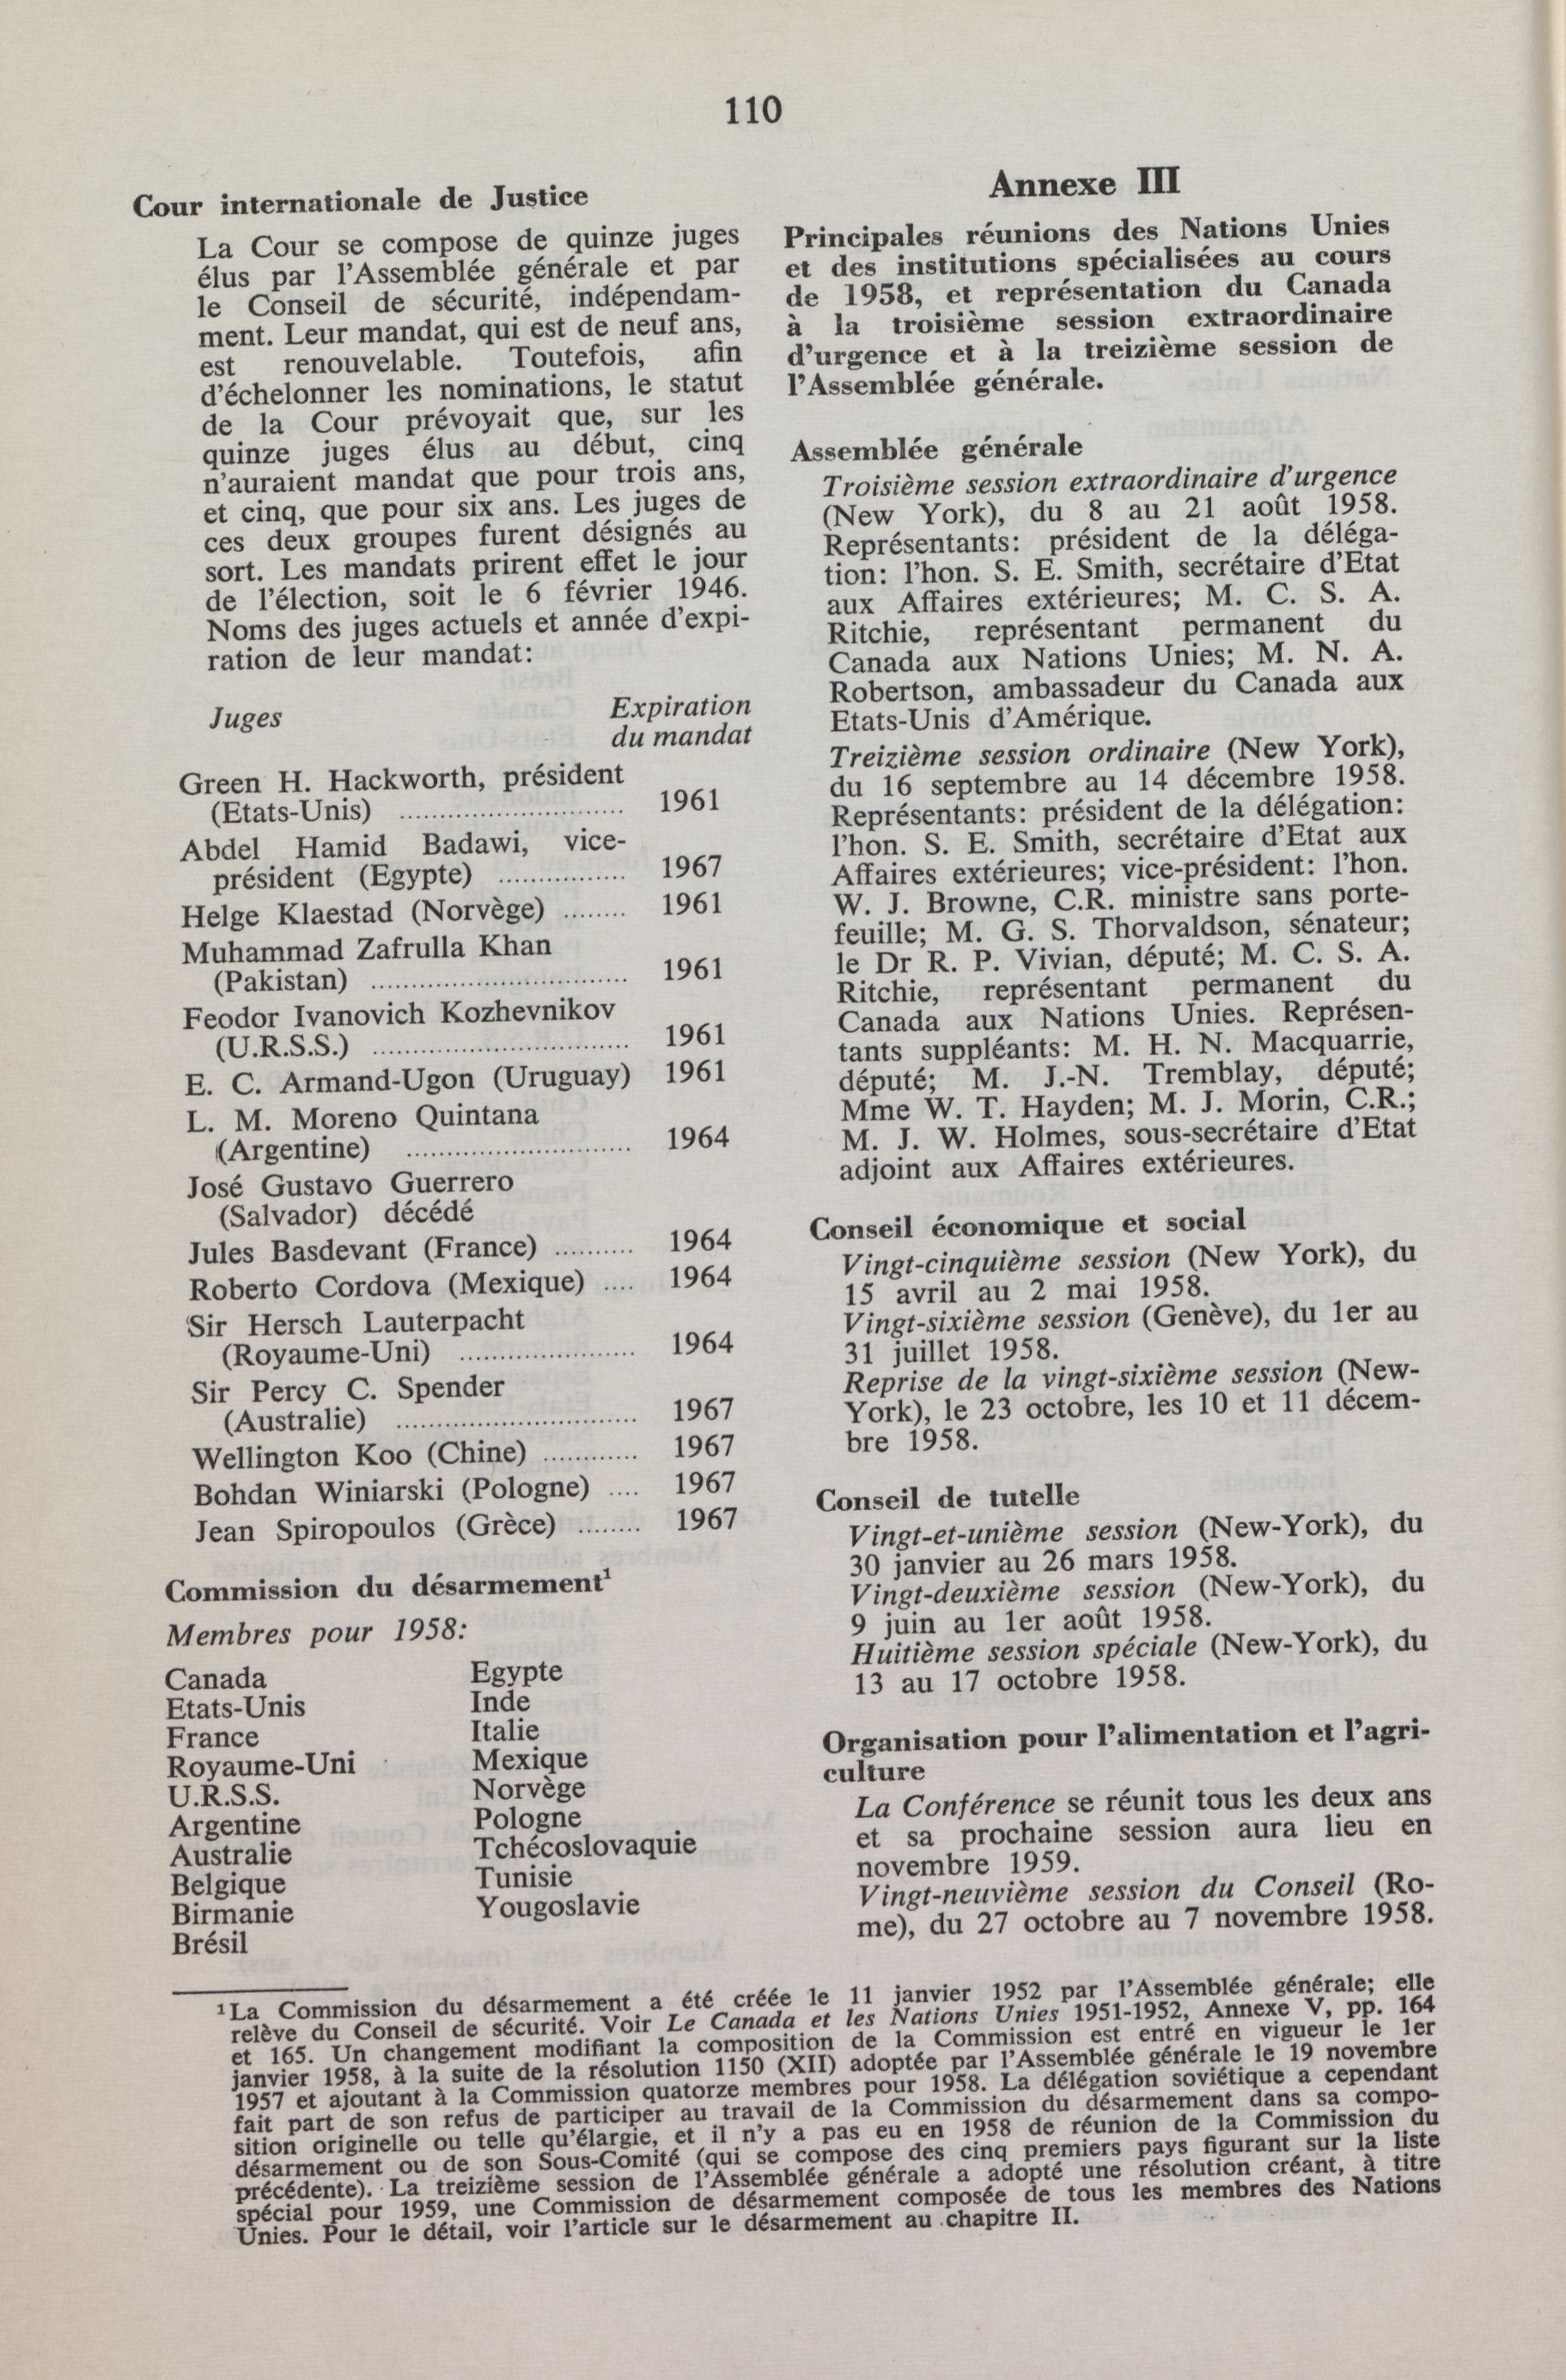 110
Cour internationale de Justice
La Cour se compose de quinze juges
élus par l'Assemblée générale et par
le Conseil de sécurité, indépendam-
ment. Leur mandat, qui est de neuf ans,
est renouvelable. Toutefois, afin
d'échelonner les nominations, le statut
de la Cour prévoyait que, sur les
quinze juges élus au début, cinq
n'auraient mandat que pour trois ans,
et cinq, que pour six ans. Les juges de
ces deux groupes furent désignés au
sort. Les mandats prirent effet le jour
de l'élection, soit le 6 février 1946.
Noms des juges actuels et année d'expi-
ration de leur mandat:
Juges Expiration
du mandat
Green H. Hackworth, président
(Etats-Unis) ............................ 1961
Abdel Hamid Badawi, vice-
président (Egypte) ................ 1967
Helge Klaestad (Norvège) ........ 1961
Muhammad Zafrulla Khan
(Pakistan) ................................ 1961
Feodor Ivanovich Kozhevnikov
(U.R.S.S.) ................................ 1961
E. C. Armand-Ugon (Uruguay) 1961
L. M. Moreno Quintana
(Argentine) ............................ 1964
José Gustavo Guerrero
(Salvador) décédé
Jules Basdevant (France) .......... 1964
Roberto Cordova (Mexique) .... 1964
Sir Hersch Lauterpacht
(Royaume-Uni) ...................... 1964
Sir Percy C. Spender
(Australie) .............................. 1967
Wellington Koo (Chine) ............ 1967
Bohdan Winiarski (Pologne) .... 1967
Jean Spiropoulos (Grèce) ........ 1967
Commission du désarmement¹
Membres pour 1958:
Canada
Etats-Unis
France
Royaume-Uni
U.R.S.S.
Argentine
Australie
Belgique
Birmanie
Brésil
Egypte
Inde
Italie
Mexique
Norvège
Pologne
Tchécoslovaquie
Tunisie
Yougoslavie
Annexe III
Principales réunions des Nations Unies
et des institutions spécialisées au cours
de 1958, et représentation du Canada
à la troisième session extraordinaire
d'urgence et à la treizième session de
l'Assemblée générale.
Assemblée générale
Troisième session extraordinaire d'urgence
(New York), du 8 au 21 août 1958.
Représentants: président de la déléga-
tion: l'hon. S. E. Smith, secrétaire d'Etat
aux Affaires extérieures; M. C. S. A.
Ritchie, représentant permanent du
Canada aux Nations Unies; M. N. A.
Robertson, ambassadeur du Canada aux
Etats-Unis d'Amérique.
Treizième session ordinaire (New York),
du 16 septembre au 14 décembre 1958.
Représentants: président de la délégation:
l'hon. S. E. Smith, secrétaire d'Etat aux
Affaires extérieures; vice-président: l'hon.
W. J. Browne, C.R. ministre sans porte-
feuille; M. G. S. Thorvaldson, sénateur;
le Dr R. P. Vivian, député; M. C. S. A.
Ritchie, représentant permanent du
Canada aux Nations Unies. Représen-
tants suppléants: M. H. N. Macquarrie,
député; M. J.-N. Tremblay, député;
Mme W. T. Hayden; M. J. Morin, C.R.;
M. J. W. Holmes, sous-secrétaire d'Etat
adjoint aux Affaires extérieures.
Conseil économique et social
Vingt-cinquième session (New York), du
15 avril au 2 mai 1958.
Vingt-sixième session (Genève), du 1er au
31 juillet 1958.
Reprise de la vingt-sixième session (New-
York), le 23 octobre, les 10 et 11 décem-
bre 1958.
Conseil de tutelle
Vingt-et-unième session (New-York), du
30 janvier au 26 mars 1958.
Vingt-deuxième session (New-York), du
9 juin au 1er août 1958.
Huitième session spéciale (New-York), du
13 au 17 octobre 1958.
Organisation pour l'alimentation et l'agri-
culture
La Conférence se réunit tous les deux ans
et sa prochaine session aura lieu en
novembre 1959.
Vingt-neuvième session du Conseil (Ro-
me), du 27 octobre au 7 novembre 1958.
¹ La Commission du désarmement a été créée le 11 janvier 1952 par l'Assemblée générale; elle
relève du Conseil de sécurité. Voir Le Canada et les Nations Unies 1951-1952, Annexe V, pp. 164
et 165. Un changement modifiant la composition de la Commission est entré en vigueur le 1er
janvier 1958, à la suite de la résolution 1150 (XII) adoptée par l'Assemblée générale le 19 novembre
1957 et ajoutant à la Commission quatorze membres pour 1958. La délégation soviétique a cependant
fait part de son refus de participer au travail de la Commission du désarmement dans sa compo-
sition originelle ou telle qu'élargie, et il n'y a pas eu en 1958 de réunion de la Commission du
désarmement ou de son Sous-Comité (qui se compose des cinq premiers pays figurant sur la liste
précédente). La treizième session de l'Assemblée générale a adopté une résolution créant, à titre
spécial pour 1959, une Commission de désarmement composée de tous les membres des Nations
Unies. Pour le détail, voir l'article sur le désarmement au chapitre II.